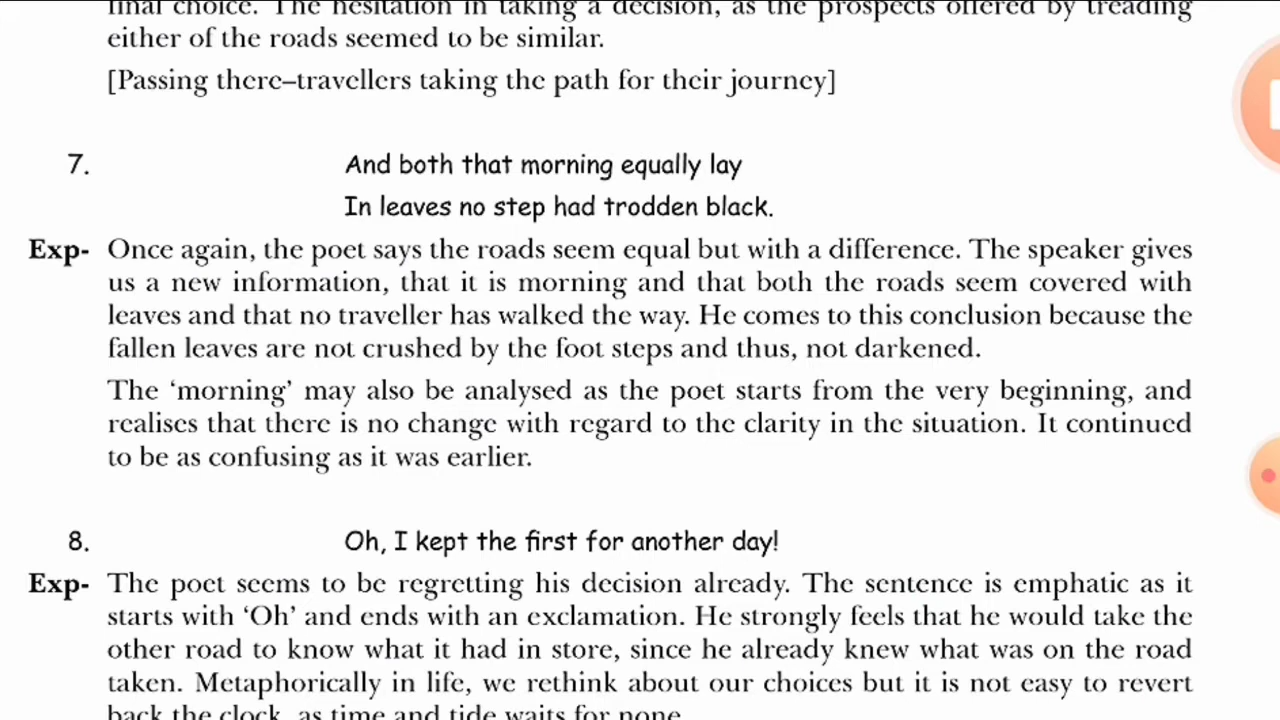 final choice. The hesitation in taking a decision, as the prospects offered by treading
either of the roads seemed to be similar.
[Passing there–travellers taking the path for their journey]
7. And both that morning equally lay
In leaves no step had trodden black.
Exp- Once again, the poet says the roads seem equal but with a difference. The speaker gives
us a new information, that it is morning and that both the roads seem covered with
leaves and that no traveller has walked the way. He comes to this conclusion because the
fallen leaves are not crushed by the foot steps and thus, not darkened.
The ‘morning’ may also be analysed as the poet starts from the very beginning, and
realises that there is no change with regard to the clarity in the situation. It continued
to be as confusing as it was earlier.
8. Oh, I kept the first for another day!
Exp- The poet seems to be regretting his decision already. The sentence is emphatic as it
starts with ‘Oh’ and ends with an exclamation. He strongly feels that he would take the
other road to know what it had in store, since he already knew what was on the road
taken. Metaphorically in life, we rethink about our choices but it is not easy to revert
back the clock, as time and tide waits for none